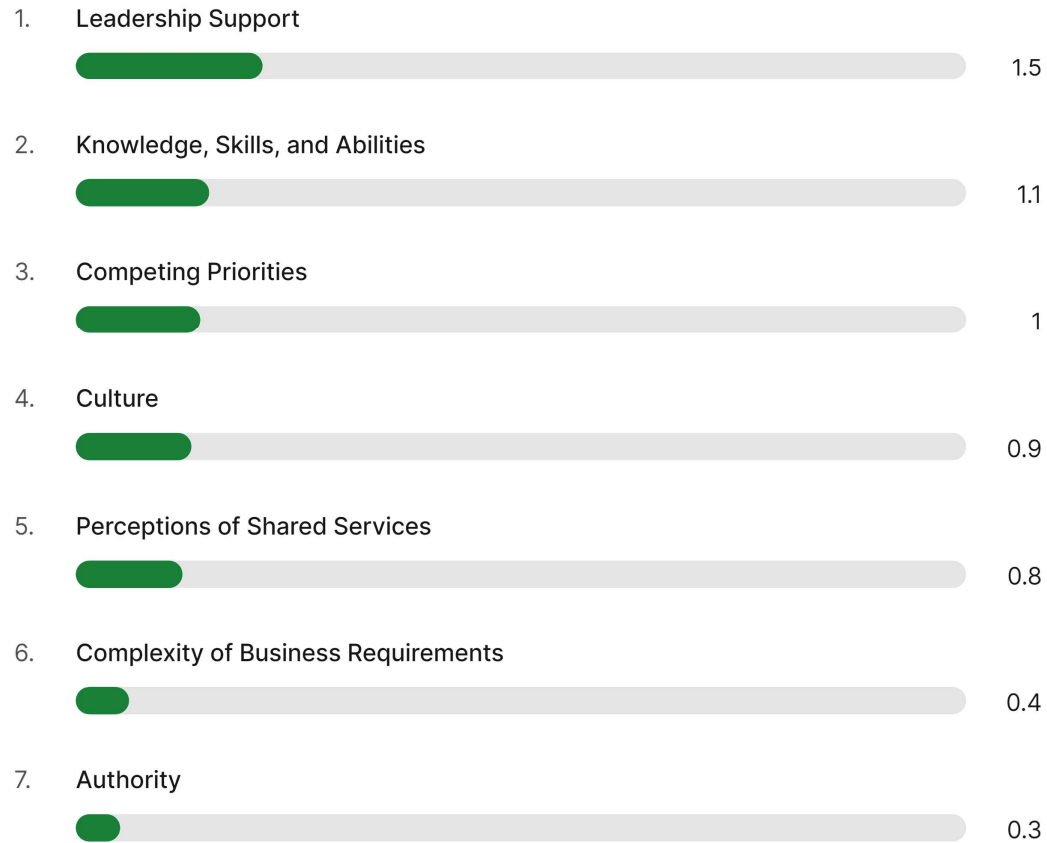 1. Leadership Support
1.5
2. Knowledge, Skills, and Abilities
1.1
3. Competing Priorities
1
4. Culture
0.9
5. Perceptions of Shared Services
0.8
6. Complexity of Business Requirements
0.4
7. Authority
0.3